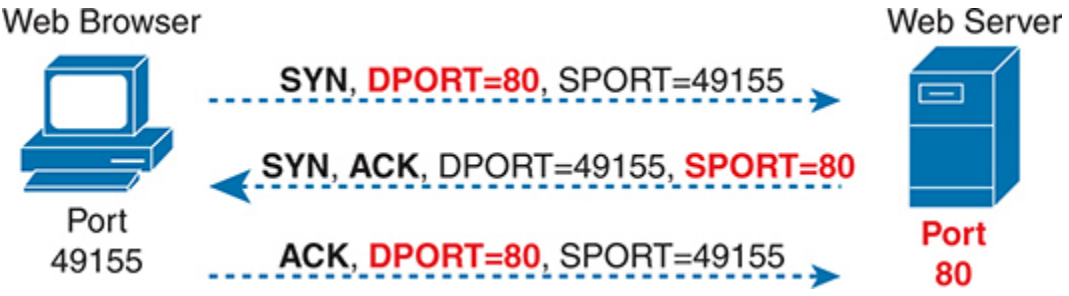 Web Browser
Web Server
SYN, DPORT=80, SPORT=49155
SYN, ACK, DPORT=49155, SPORT=80
Port
49155
Port
80
ACK, DPORT=80, SPORT=49155